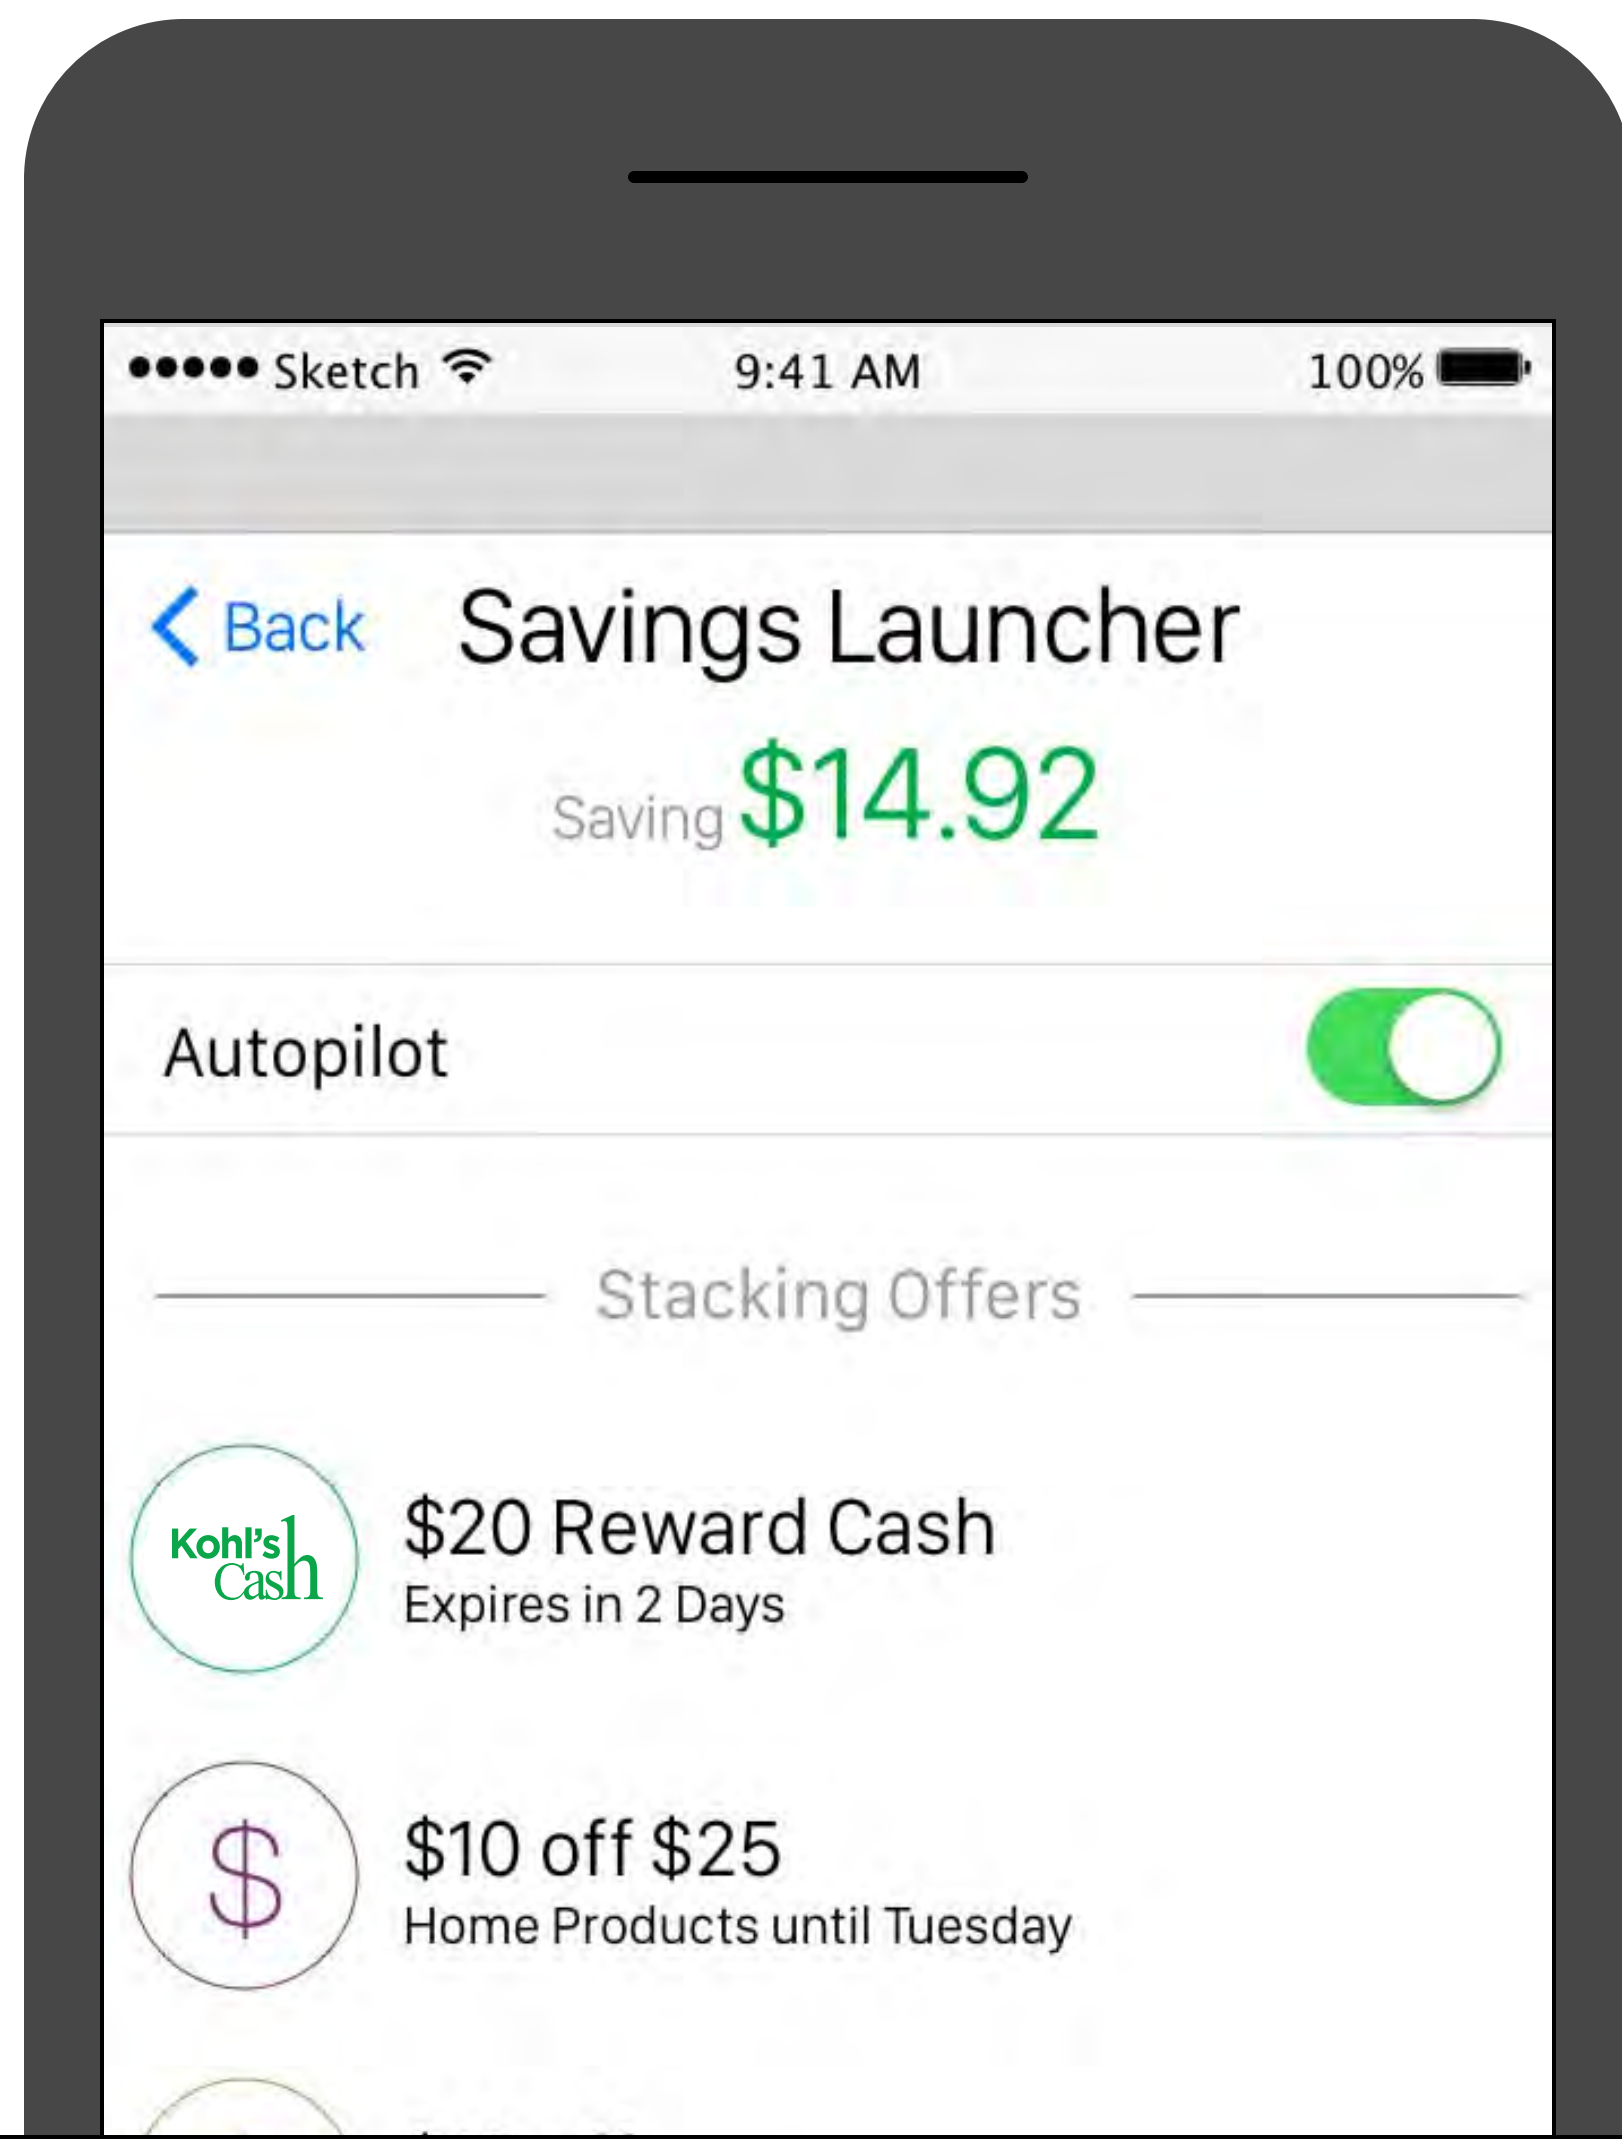 Sketch 9:41 AM 100%
Back Savings Launcher
Saving $14.92
Autopilot
Stacking Offers
Kohl's
Cash
$20 Reward Cash
Expires in 2 Days
$
$10 off $25
Home Products until Tuesday